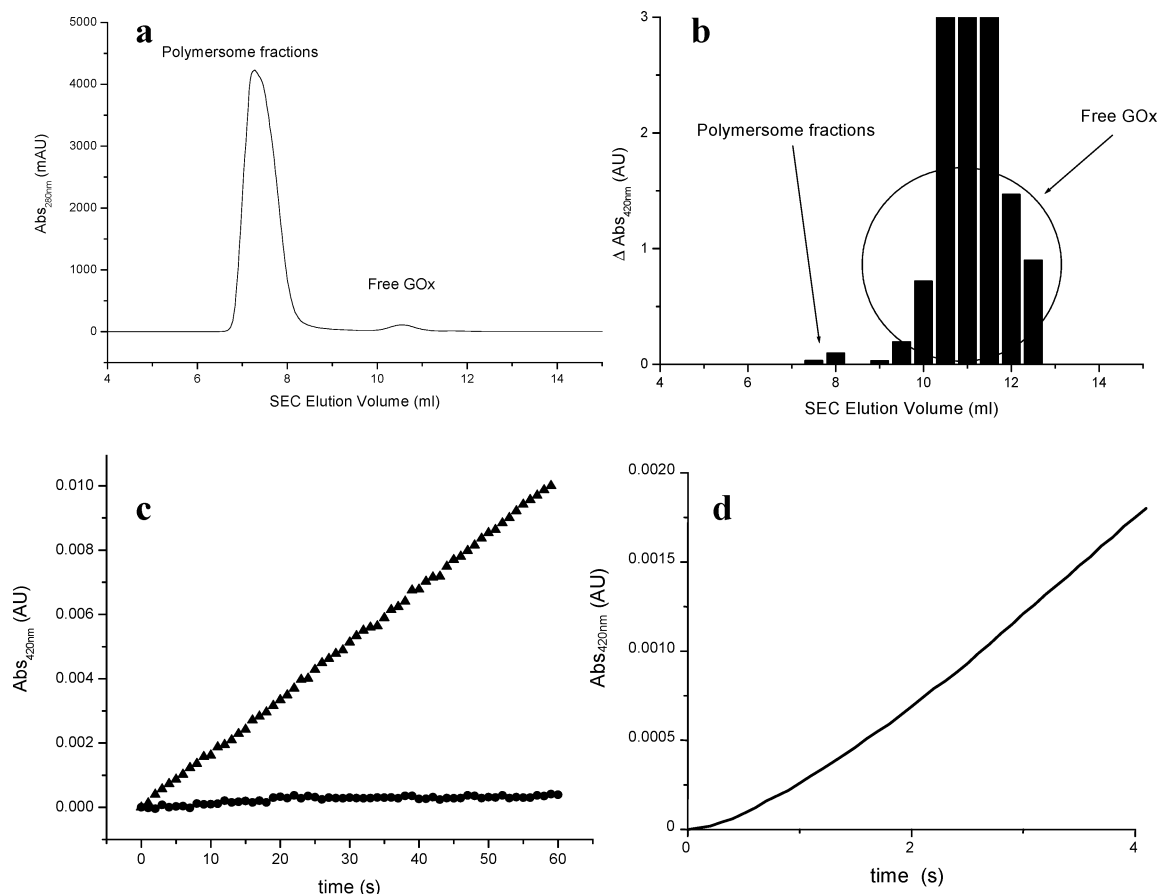 a
Polymersome fractions
Free GOx
5000
4000
3000
2000
1000
0
Abs280nm (mAU)
4 6 8 10 12 14
SEC Elution Volume (ml)
b
Polymersome fractions
Free GOx
3
2
1
0
Δ Abs420nm (AU)
4 6 8 10 12 14
SEC Elution Volume (ml)
c
0.010
0.008
0.006
0.004
0.002
0.000
Abs420nm (AU)
0 10 20 30 40 50 60
time (s)
d
0.0020
0.0015
0.0010
0.0005
0
Abs420nm (AU)
0 2 4
time (s)